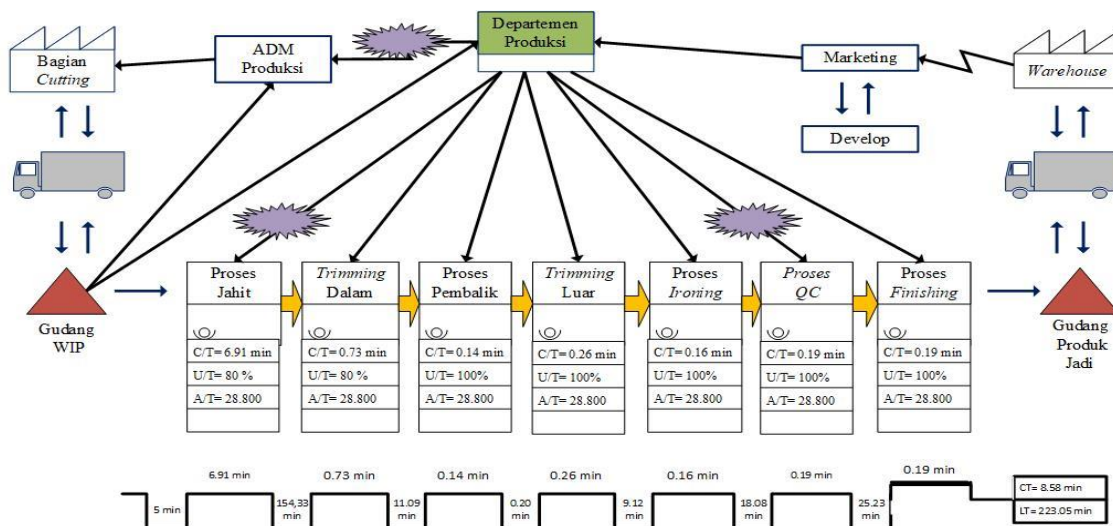 Departemen
Produksi
Bagian
Cutting
ADM
Produksi
Marketing
Warehouse
Develop
Gudang
WIP
Proses
Jahit
C/T= 6.91 min
U/T= 80 %
A/T= 28.800
Trimming
Dalam
C/T= 0.73 min
U/T= 80 %
A/T= 28.800
Proses
Pembalik
C/T= 0.14 min
U/T= 100%
A/T= 28.800
Trimming
Luar
C/T= 0.26 min
U/T= 100%
A/T= 28.800
Proses
Ironing
C/T= 0.16 min
U/T= 100%
A/T= 28.800
Proses
QC
C/T= 0.19 min
U/T= 100%
A/T= 28.800
Proses
Finishing
C/T= 0.19 min
U/T= 100%
A/T= 28.800
Gudang
Produk
Jadi
5 min
6.91 min
154,33
min
0.73 min
11.09
min
0.14 min
0.20
min
0.26 min
9.12
min
0.16 min
18.08
min
0.19 min
25.23
min
0.19 min
CT= 8.58 min
LT= 223.05 min